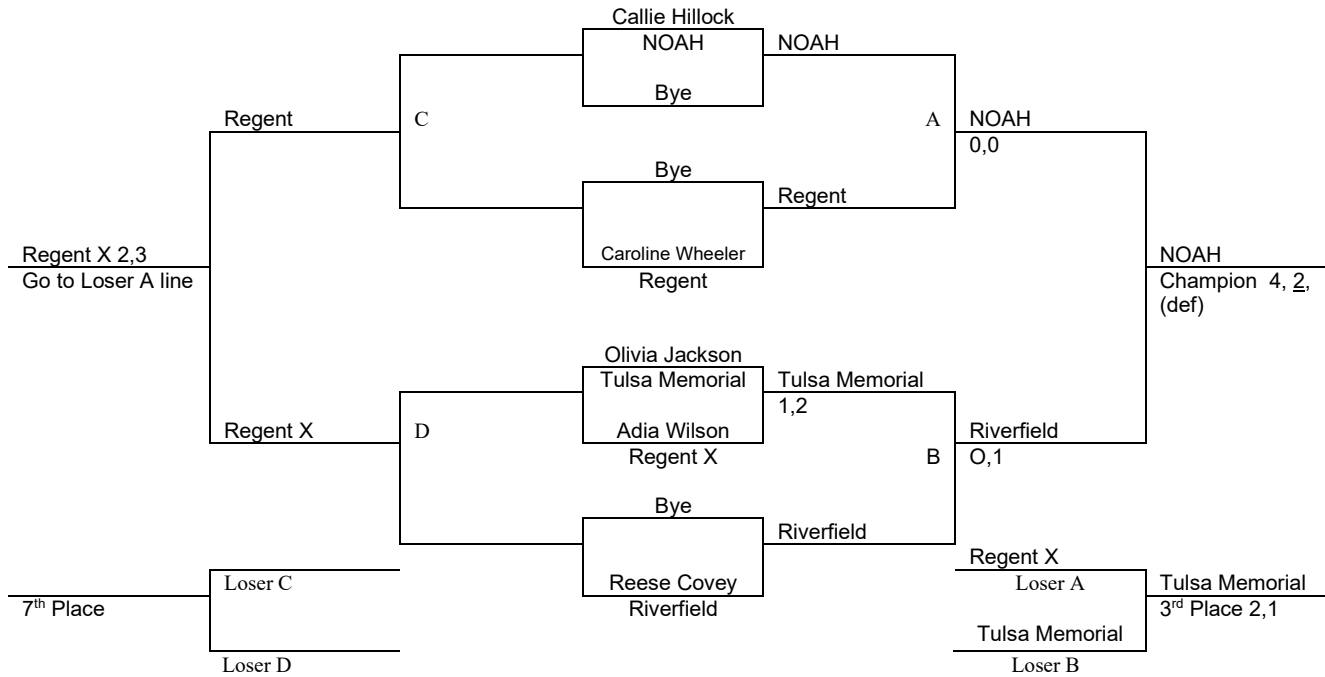 Callie Hillock
NOAH
NOAH
Bye
Regent
C
A
NOAH
0,0
Bye
Regent
Regent X 2,3
Caroline Wheeler
NOAH
Go to Loser A line
Regent
Champion 4, 2,
(def)
Olivia Jackson
Tulsa Memorial
Tulsa Memorial
1,2
Regent X
D
Adia Wilson
Riverfield
Regent X
B
O,1
Bye
Riverfield
Regent X
Loser C
Reese Covey
Loser A
Tulsa Memorial
7th Place
Riverfield
3rd Place 2,1
Tulsa Memorial
Loser D
Loser B